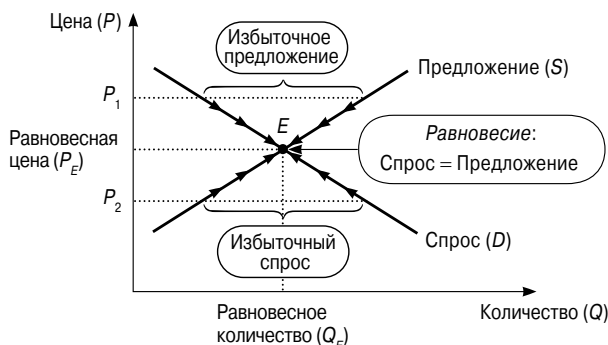 Цена (P)
Избыточное
предложение
Предложение (S)
P1
E
Равновесная
цена (PE)
Равновесие:
Спрос = Предложение
P2
Избыточный
спрос
Спрос (D)
Равновесное
количество (QE)
Количество (Q)